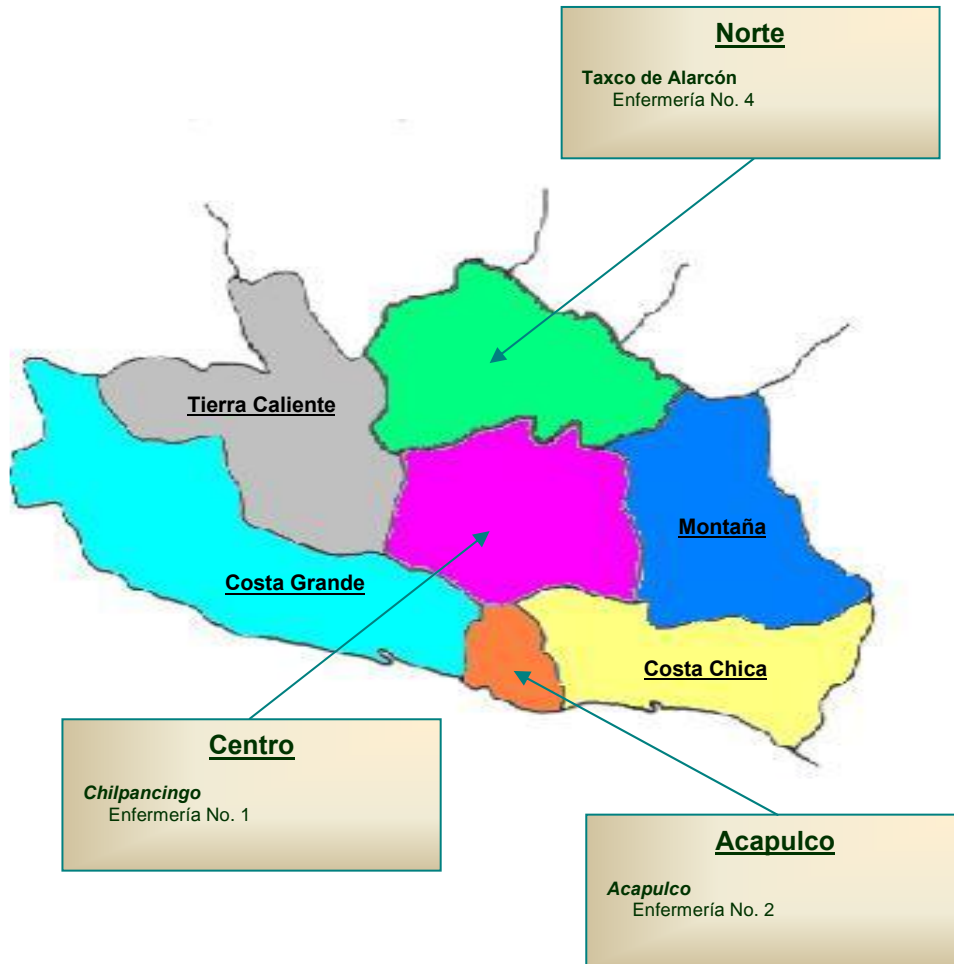 Norte
Taxco de Alarcón
Enfermería No. 4
Tierra Caliente
Montaña
Costa Grande
Costa Chica
Centro
Chilpancingo
Enfermería No. 1
Acapulco
Acapulco
Enfermería No. 2